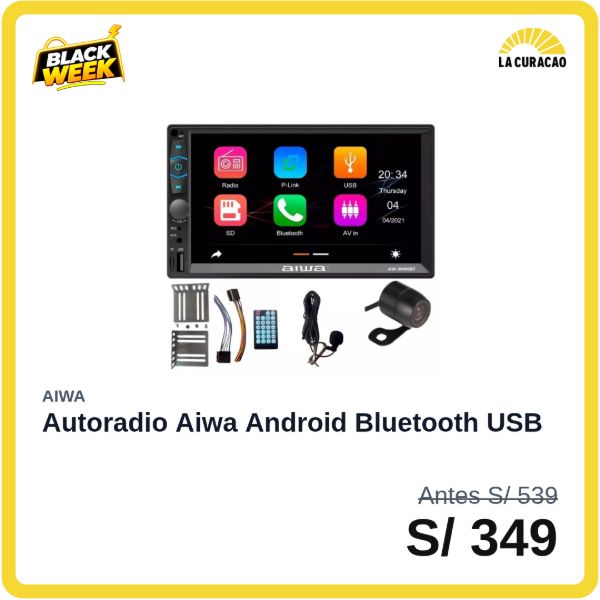 BLACK
WEEK
LA CURACAO
Radio
P-Link
USB
20:34
Thursday
SD
Bluetooth
AV in
04
04/2021
aiwa
AIWA
Autoradio Aiwa Android Bluetooth USB
Antes S/ 539
S/ 349